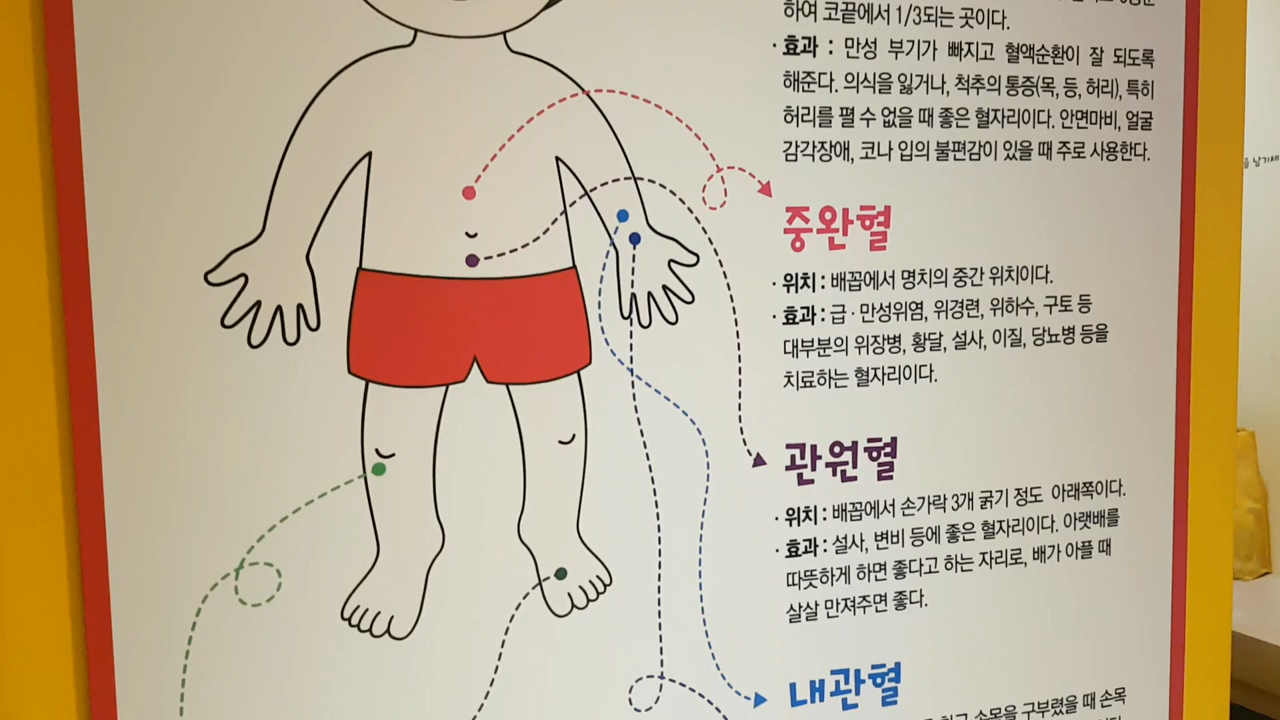 하여 코끝에서 1/3되는 곳이다.
· 효과 : 만성 부기가 빠지고 혈액순환이 잘 되도록
해준다. 의식을 잃거나, 척추의 통증(목, 등, 허리), 특히
허리를 펼 수 없을 때 좋은 혈자리이다. 안면마비, 얼굴
감각장애, 코나 입의 불편감이 있을 때 주로 사용한다.
중완혈
· 위치 : 배꼽에서 명치의 중간 위치이다.
· 효과 : 급 · 만성위염, 위경련, 위하수, 구토 등
대부분의 위장병, 황달, 설사, 이질, 당뇨병 등을
치료하는 혈자리이다.
관원혈
· 위치 : 배꼽에서 손가락 3개 굵기 정도 아래쪽이다.
· 효과 : 설사, 변비 등에 좋은 혈자리이다. 아랫배를
따뜻하게 하면 좋다고 하는 자리로, 배가 아플 때
살살 만져주면 좋다.
내관혈
손목을 구부렸을 때 손목